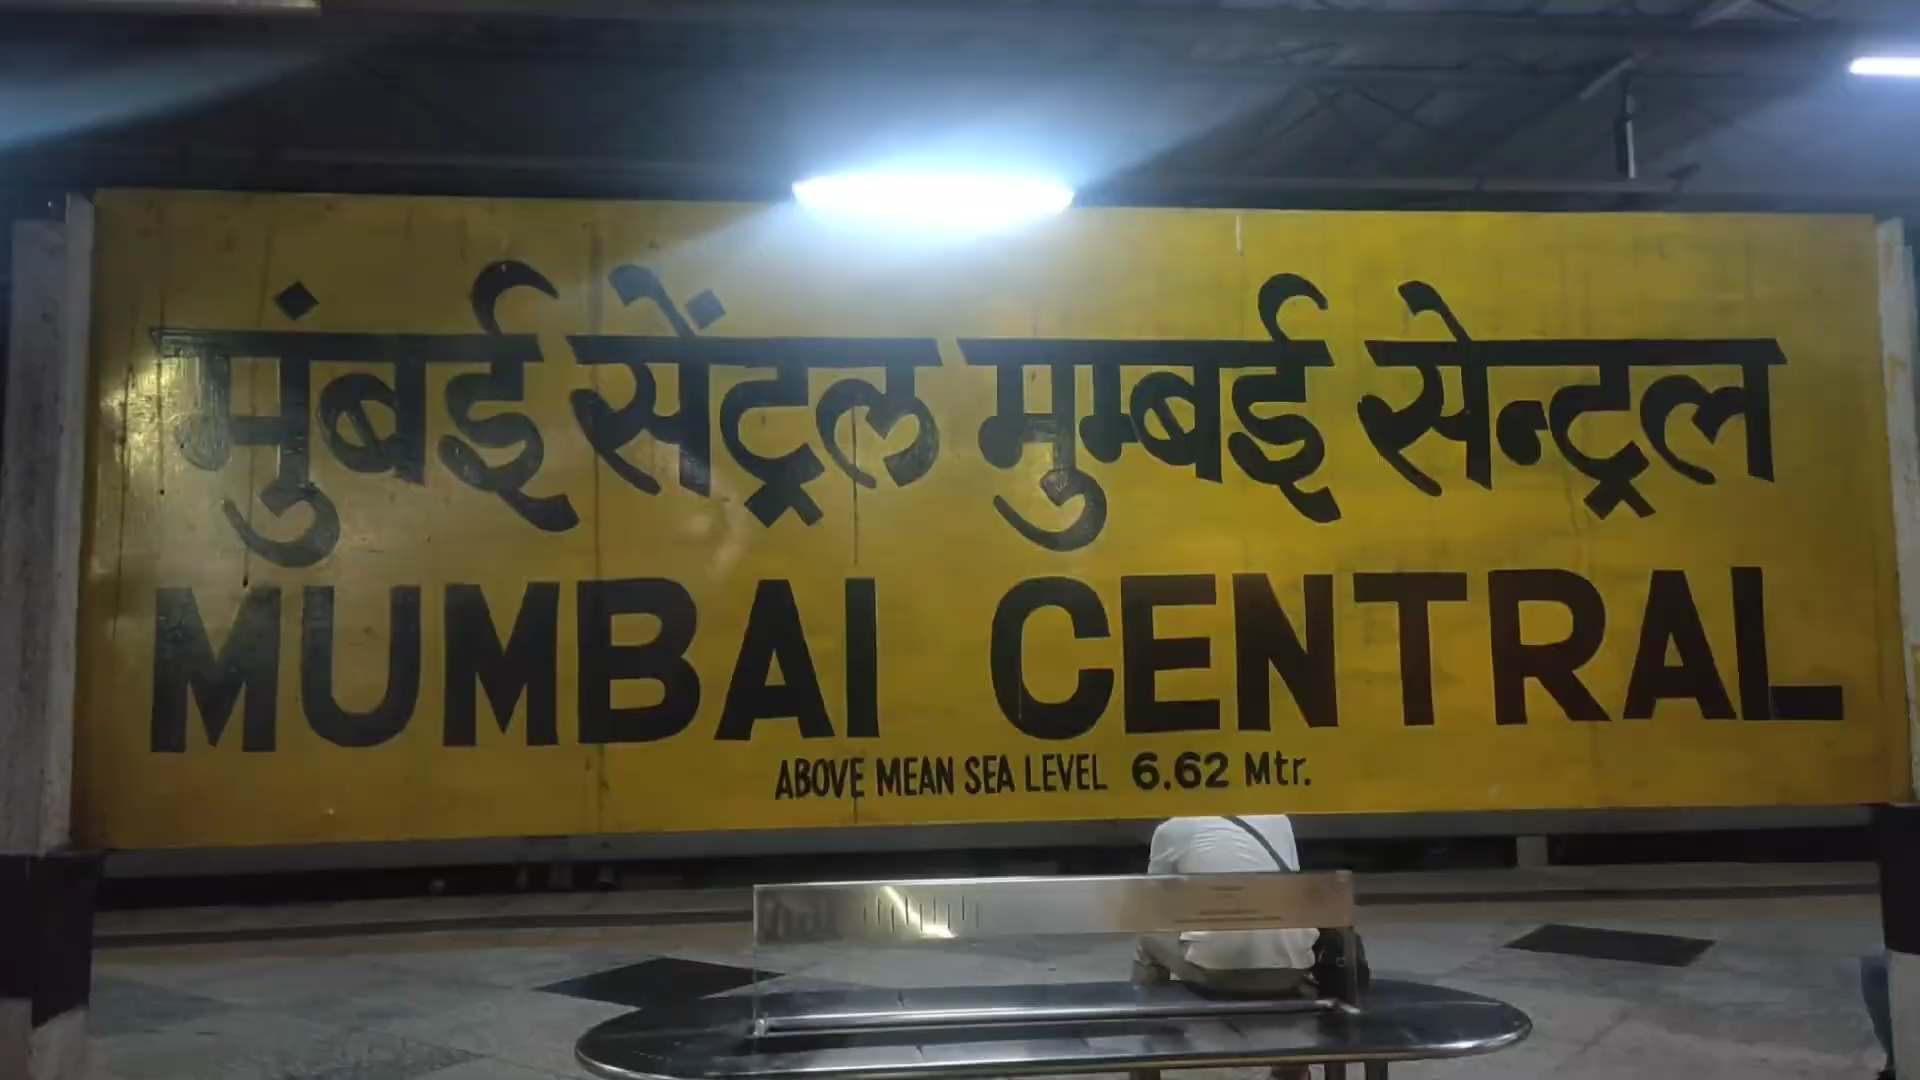 मुंबई सेंट्रल मुम्बई सेन्ट्रल
MUMBAI CENTRAL
ABOVE MEAN SEA LEVEL 6.62 Mtr.